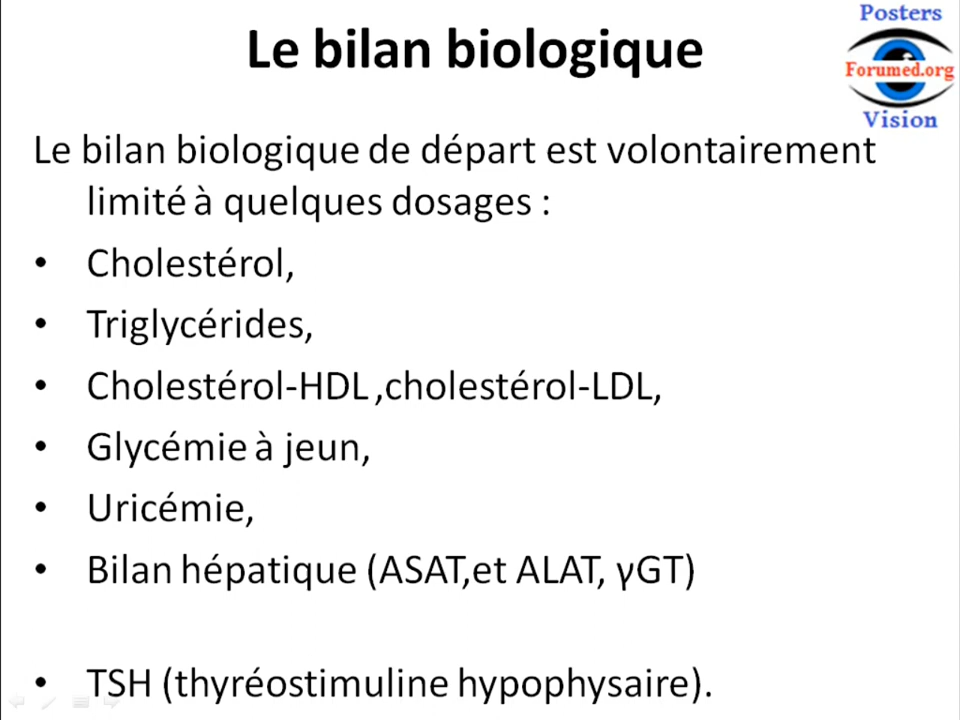 Le bilan biologique
Posters
Forumed.org
Vision
Le bilan biologique de départ est volontairement
limité à quelques dosages :
• Cholestérol,
• Triglycérides,
• Cholestérol-HDL ,cholestérol-LDL,
• Glycémie à jeun,
• Uricémie,
• Bilan hépatique (ASAT,et ALAT, γGT)
• TSH (thyréostimuline hypophysaire).